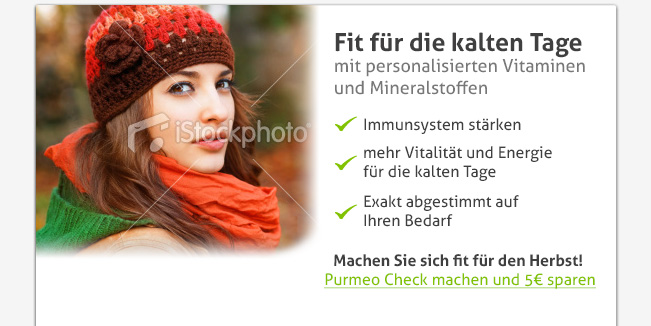 Fit für die kalten Tage
mit personalisierten Vitaminen
und Mineralstoffen
Immunsystem stärken
mehr Vitalität und Energie
für die kalten Tage
Exakt abgestimmt auf
Ihren Bedarf
Machen Sie sich fit für den Herbst!
Purmeo Check machen und 5€ sparen
iStockphoto